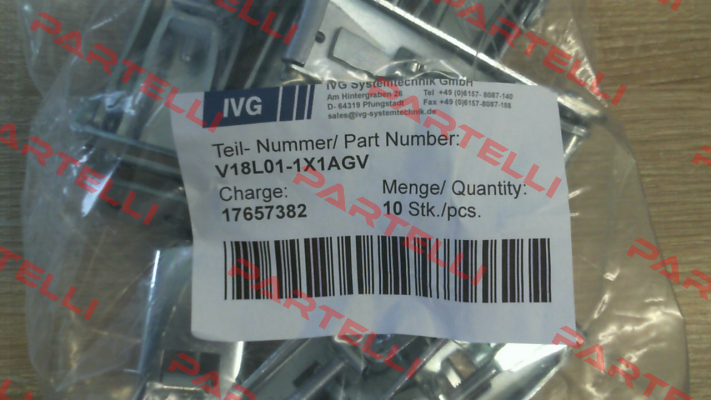 IVG
IVG Systemtechnik GmbH
Am Hintergraben 26
D- 64319 Pfungstadt
sales@ivg-systemtechnik.de
Tel +49 (0)6157- 8087-140
Fax +49 (0)6157-8087-166
Teil- Nummer/ Part Number:
V18L01-1X1AGV
Charge:
17657382
Menge/ Quantity:
10 Stk./pcs.
PARTELLI
PARTELLI
PARTELLI
PARTELLI
PARTELLI
PARTELLI
PARTELLI